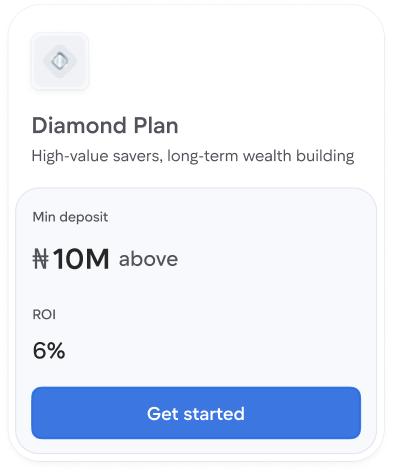 Diamond Plan
High-value savers, long-term wealth building
Min deposit
₦10M above
ROI
6%
Get started